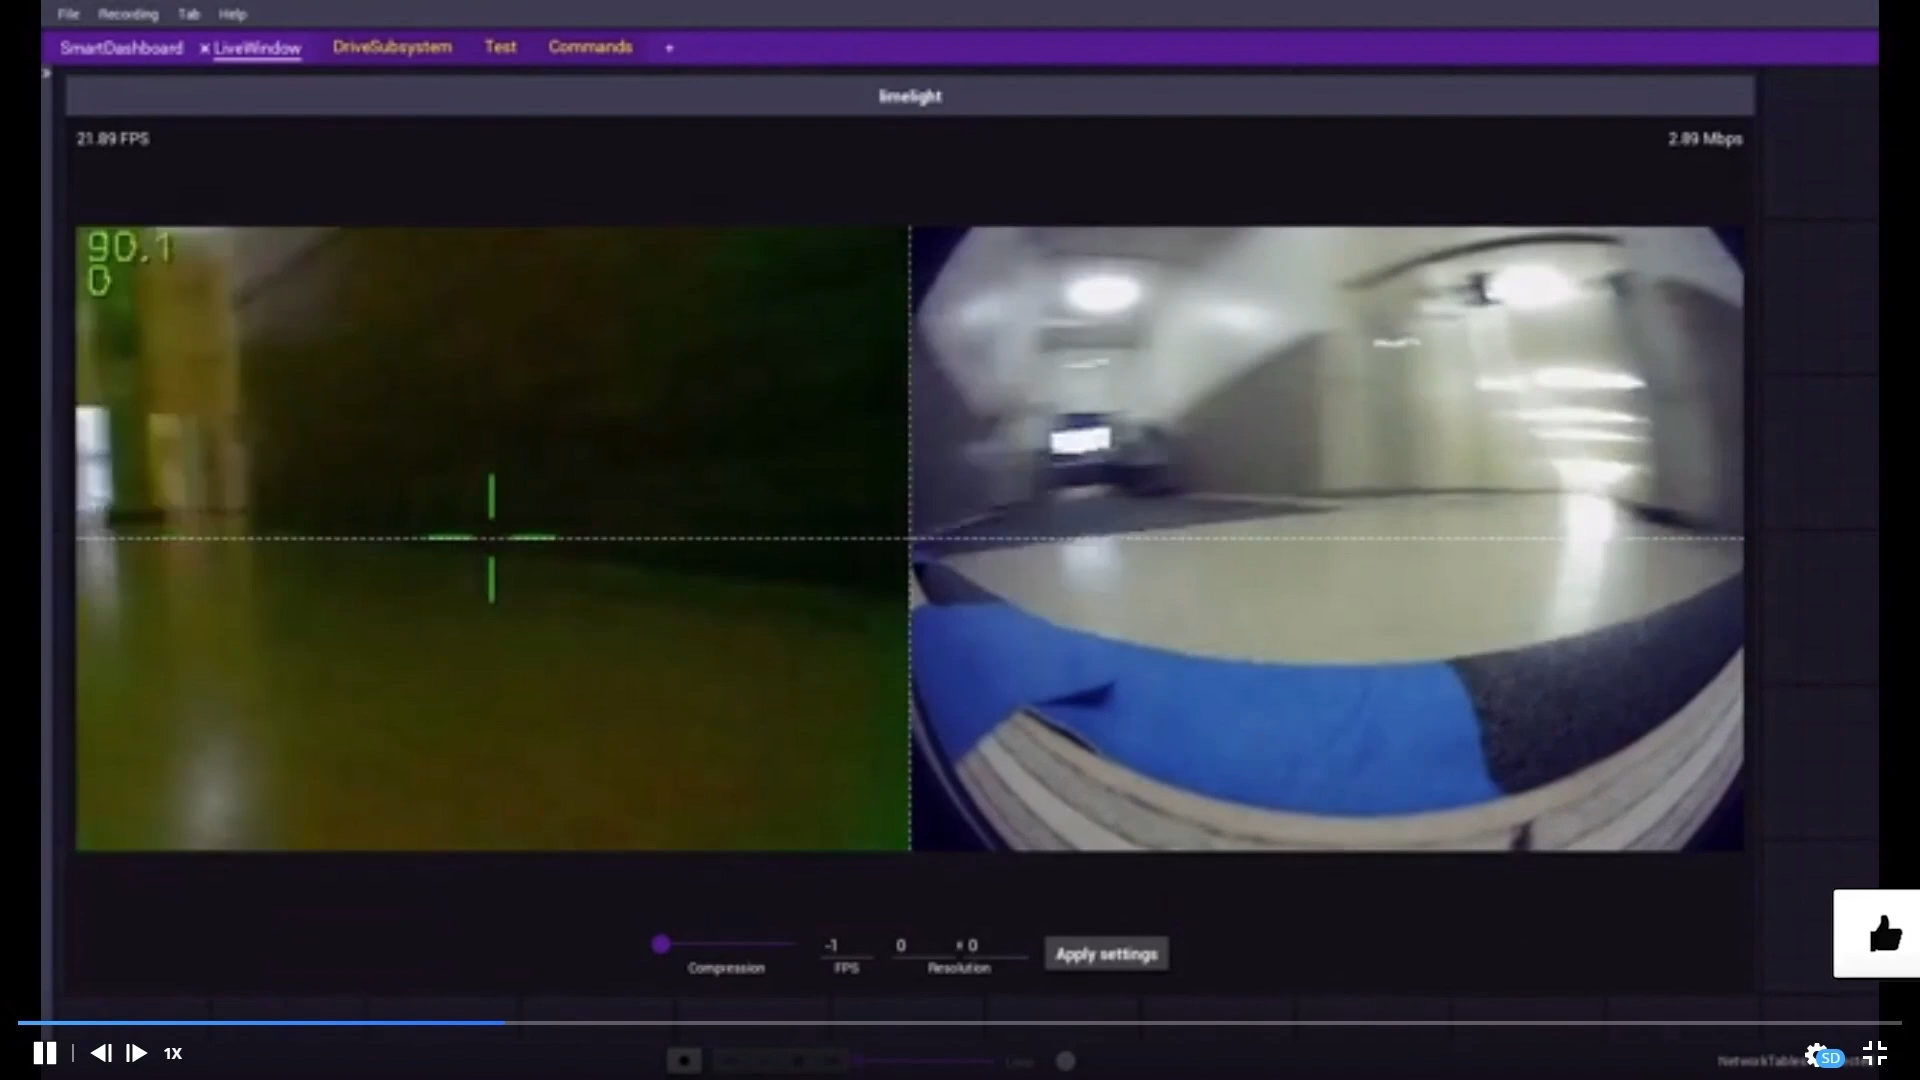 File Recording Tab Help
SmartDashboard × LiveWindow DriveSubsystem Test Commands +
»
limelight
21.89 FPS 2.89 Mbps
90.1
0
-1 0 × 0
Compression FPS Resolution
Apply settings
1X
SD